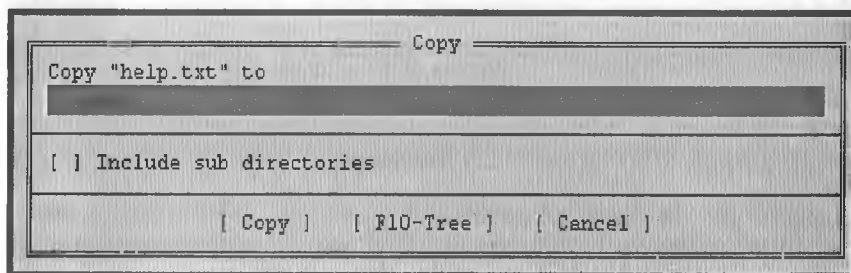 Copy
Copy "help.txt" to
[ ] Include sub directories
[ Copy ] [ F10-Tree ] [ Cancel ]